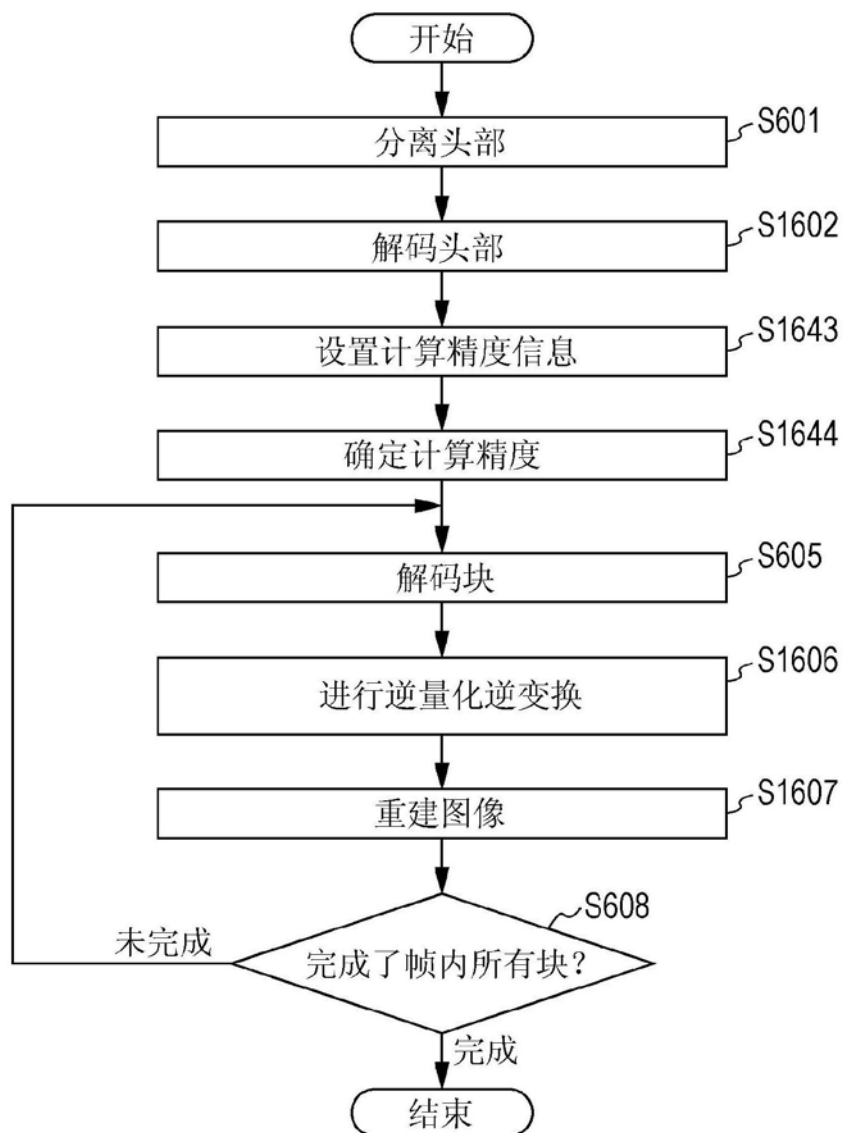 开始
分离头部
S601
解码头部
S1602
设置计算精度信息
S1643
确定计算精度
S1644
解码块
S605
进行逆量化逆变换
S1606
重建图像
S1607
S608
未完成
完成了帧内所有块?
完成
结束